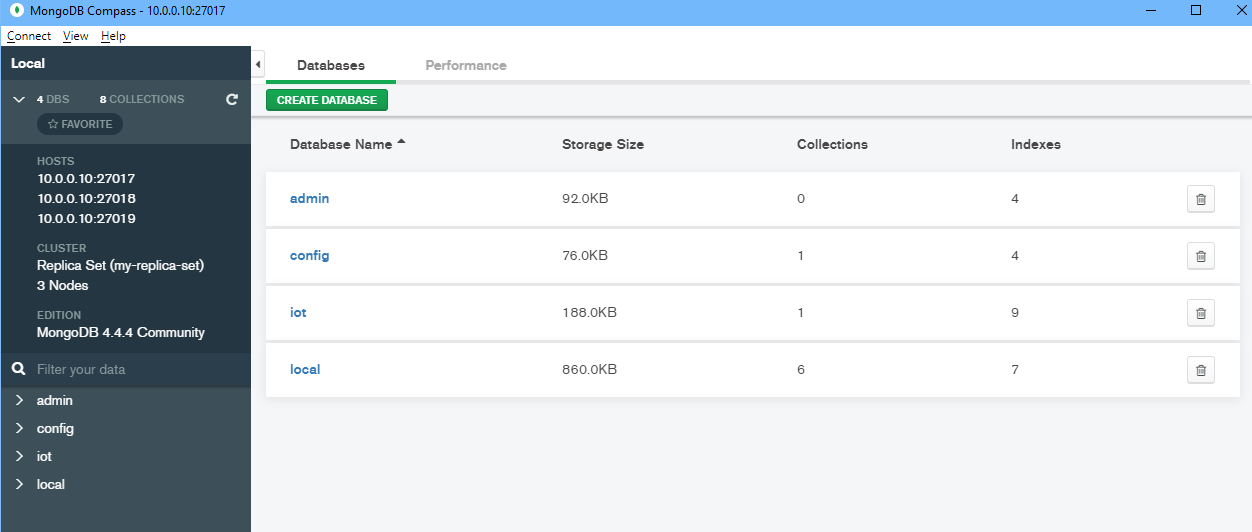 MongoDB Compass - 10.0.0.10:27017
Connect View Help
Local
4 DBS 8 COLLECTIONS
FAVORITE
HOSTS
10.0.0.10:27017
10.0.0.10:27018
10.0.0.10:27019
CLUSTER
Replica Set (my-replica-set)
3 Nodes
EDITION
MongoDB 4.4.4 Community
Filter your data
admin
config
iot
local
Databases Performance
CREATE DATABASE
Database Name Storage Size Collections Indexes
admin 92.0KB 0 4
config 76.0KB 1 4
iot 188.0KB 1 9
local 860.0KB 6 7